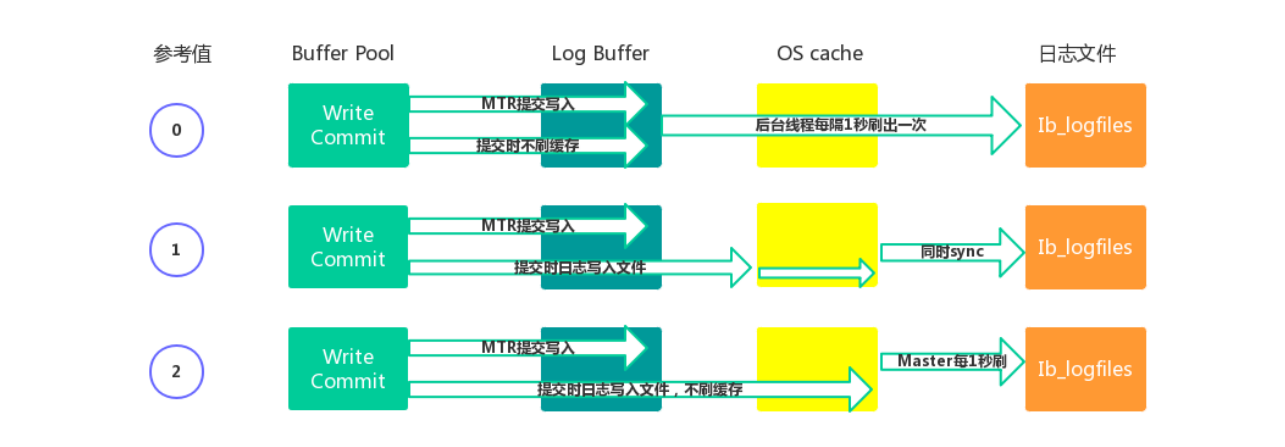 参考值 Buffer Pool Log Buffer OS cache 日志文件
0
Write
Commit
MTR提交写入
提交时不刷缓存
后台线程每隔1秒刷出一次
Ib_logfiles
1
Write
Commit
MTR提交写入
提交时日志写入文件
同时sync
Ib_logfiles
2
Write
Commit
MTR提交写入
提交时日志写入文件，不刷缓存
Master每1秒刷
Ib_logfiles